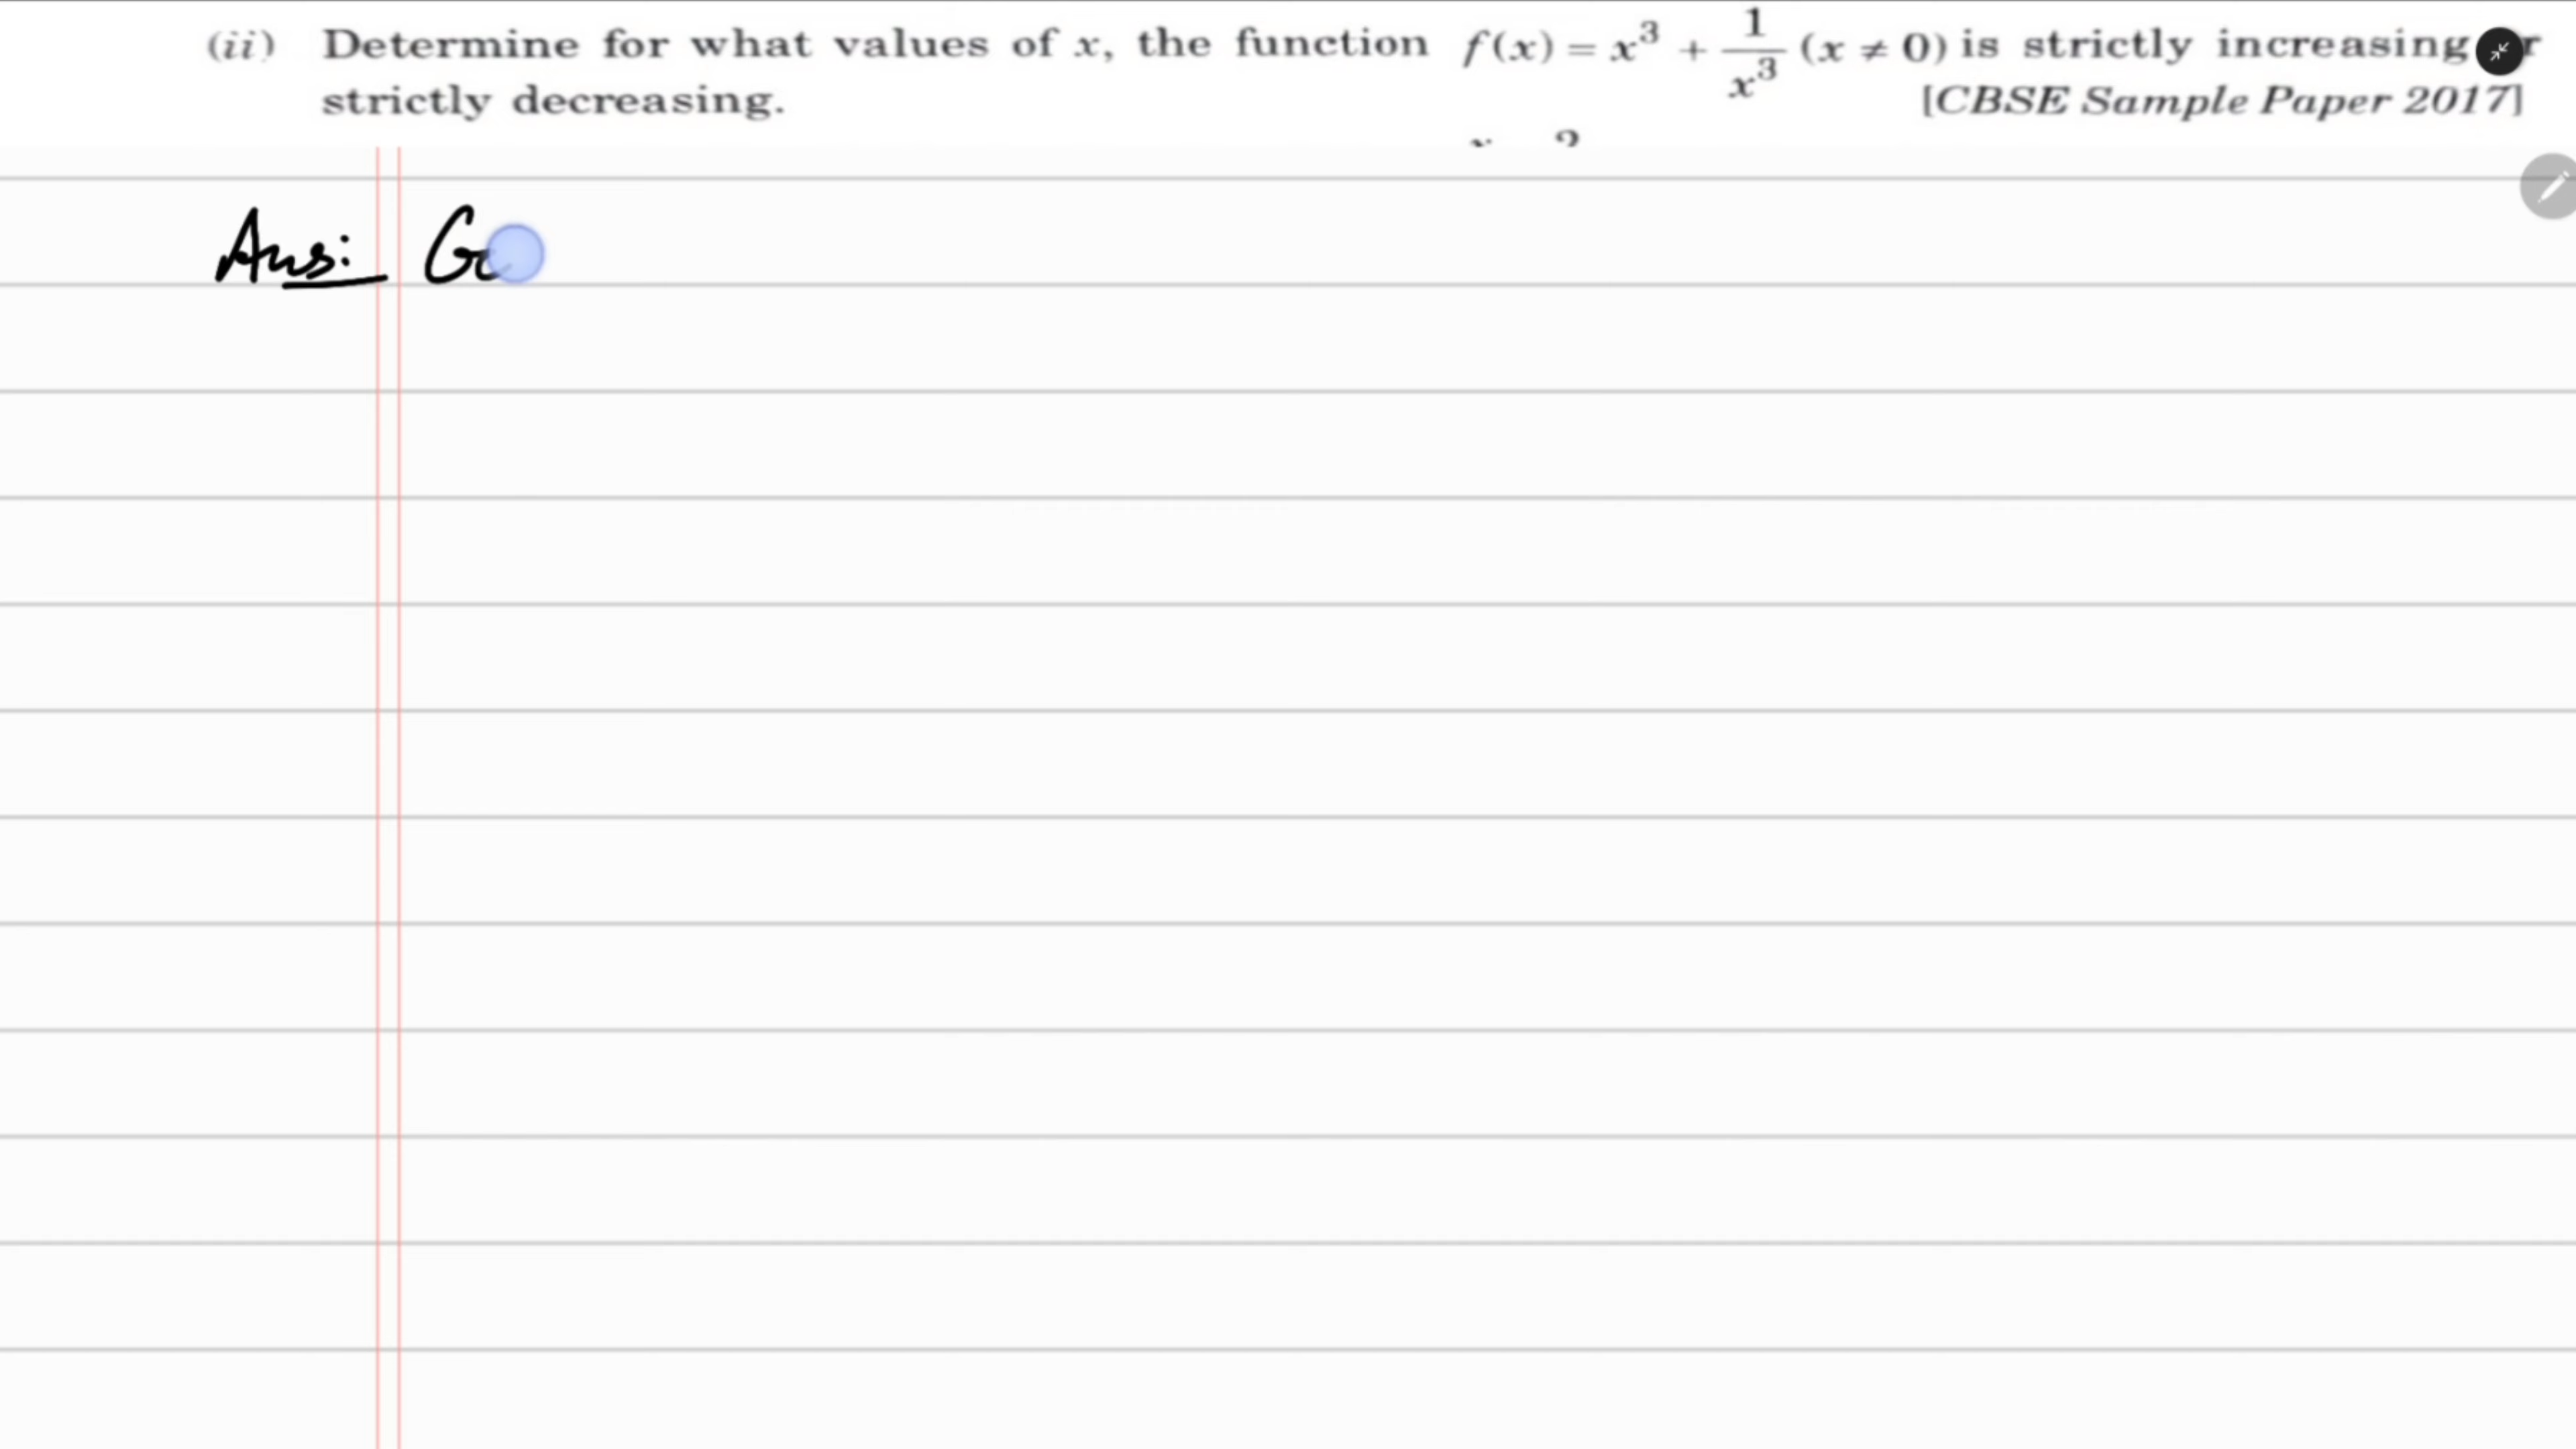 (ii) Determine for what values of x, the function f(x) = x³ + 1/x³ (x ≠ 0) is strictly increasing
strictly decreasing. [CBSE Sample Paper 2017]
Ans: